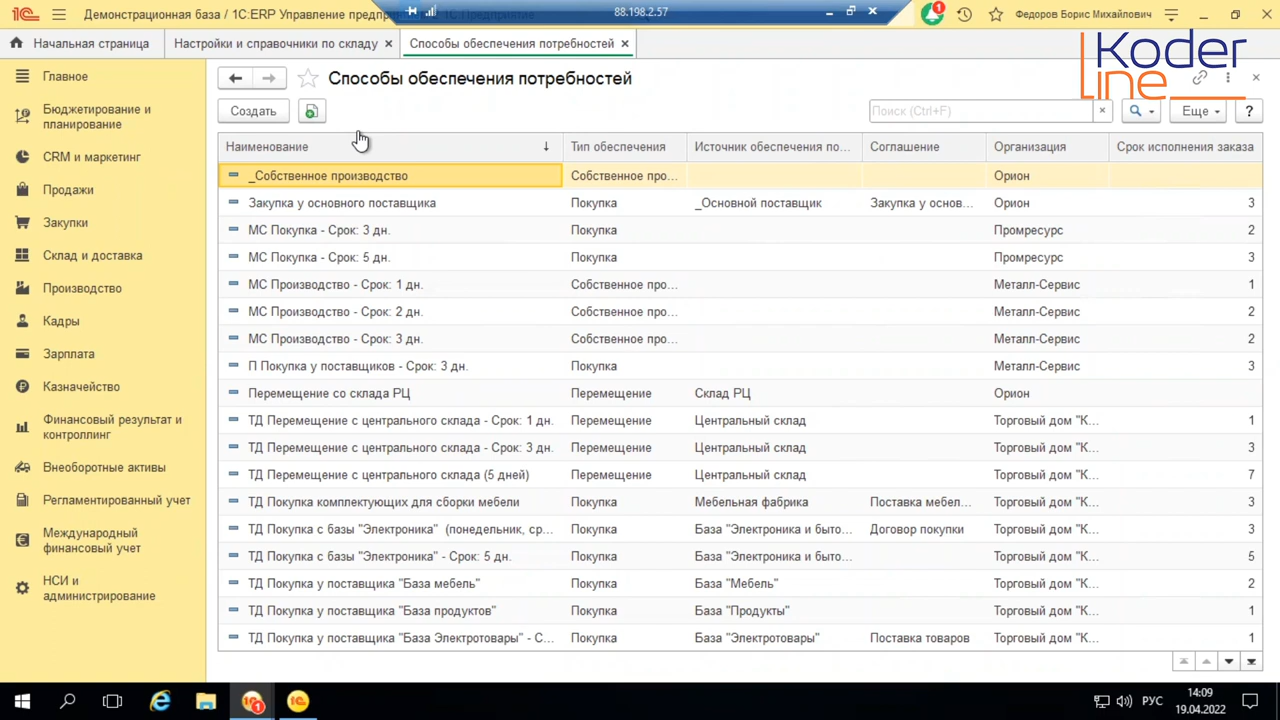 Демонстрационная база / 1С:ERP Управление предпр
88.198.2.57
1
Федоров Борис Михайлович
Начальная страница
Настройки и справочники по складу ×
Способы обеспечения потребностей ×
Koder
line
Главное
Бюджетирование и
планирование
CRM и маркетинг
Продажи
Закупки
Склад и доставка
Производство
Кадры
Зарплата
Казначейство
Финансовый результат и
контроллинг
Внеоборотные активы
Регламентированный учет
Международный
финансовый учет
НСИ и
администрирование
Способы обеспечения потребностей
Создать
Поиск (Ctrl+F)
×
Еще
?
Наименование ↓ Тип обеспечения Источник обеспечения по... Соглашение Организация Срок исполнения заказа
_Собственное производство Собственное про... Орион
Закупка у основного поставщика Покупка _Основной поставщик Закупка у основ... Орион 3
МС Покупка - Срок: 3 дн. Покупка Промресурс 2
МС Покупка - Срок: 5 дн. Покупка Промресурс 3
МС Производство - Срок: 1 дн. Собственное про... Металл-Сервис 1
МС Производство - Срок: 2 дн. Собственное про... Металл-Сервис 2
МС Производство - Срок: 3 дн. Собственное про... Металл-Сервис 2
П Покупка у поставщиков - Срок: 3 дн. Покупка Металл-Сервис 3
Перемещение со склада РЦ Перемещение Склад РЦ Орион
ТД Перемещение с центрального склада - Срок: 1 дн. Перемещение Центральный склад Торговый дом "К... 1
ТД Перемещение с центрального склада - Срок: 3 дн. Перемещение Центральный склад Торговый дом "К... 3
ТД Перемещение с центрального склада (5 дней) Перемещение Центральный склад Торговый дом "К... 7
ТД Покупка комплектующих для сборки мебели Покупка Мебельная фабрика Поставка мебел... Торговый дом "К... 3
ТД Покупка с базы "Электроника" (понедельник, ср... Покупка База "Электроника и быто... Договор покупки Торговый дом "К... 3
ТД Покупка с базы "Электроника" - Срок: 5 дн. Покупка База "Электроника и быто... Торговый дом "К... 5
ТД Покупка у поставщика "База мебель" Покупка База "Мебель" Торговый дом "К... 2
ТД Покупка у поставщика "База продуктов" Покупка База "Продукты" Торговый дом "К... 1
ТД Покупка у поставщика "База Электротовары" - С... Покупка База "Электротовары" Поставка товаров Торговый дом "К... 1
РУС
14:09
19.04.2022